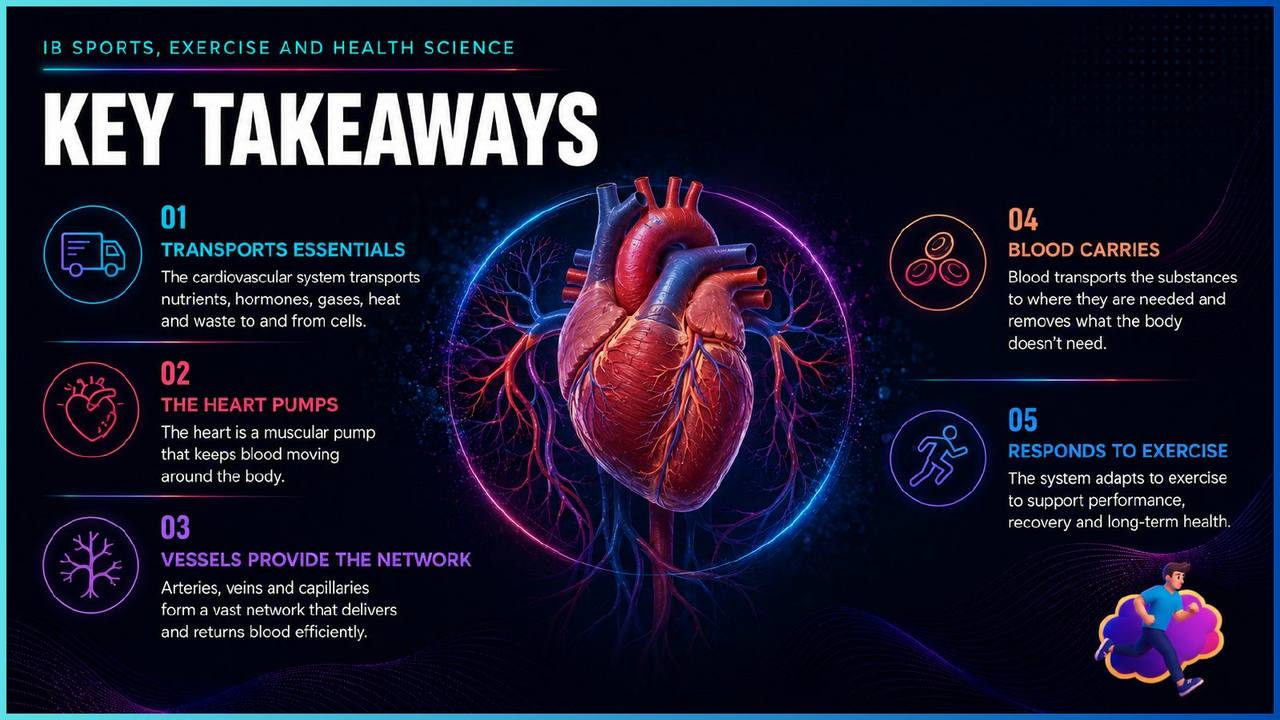 IB SPORTS, EXERCISE AND HEALTH SCIENCE
KEY TAKEAWAYS
01
TRANSPORTS ESSENTIALS
The cardiovascular system transports
nutrients, hormones, gases, heat
and waste to and from cells.
02
THE HEART PUMPS
The heart is a muscular pump
that keeps blood moving
around the body.
03
VESSELS PROVIDE THE NETWORK
Arteries, veins and capillaries
form a vast network that delivers
and returns blood efficiently.
04
BLOOD CARRIES
Blood transports the substances
to where they are needed and
removes what the body
doesn't need.
05
RESPONDS TO EXERCISE
The system adapts to exercise
to support performance,
recovery and long-term health.